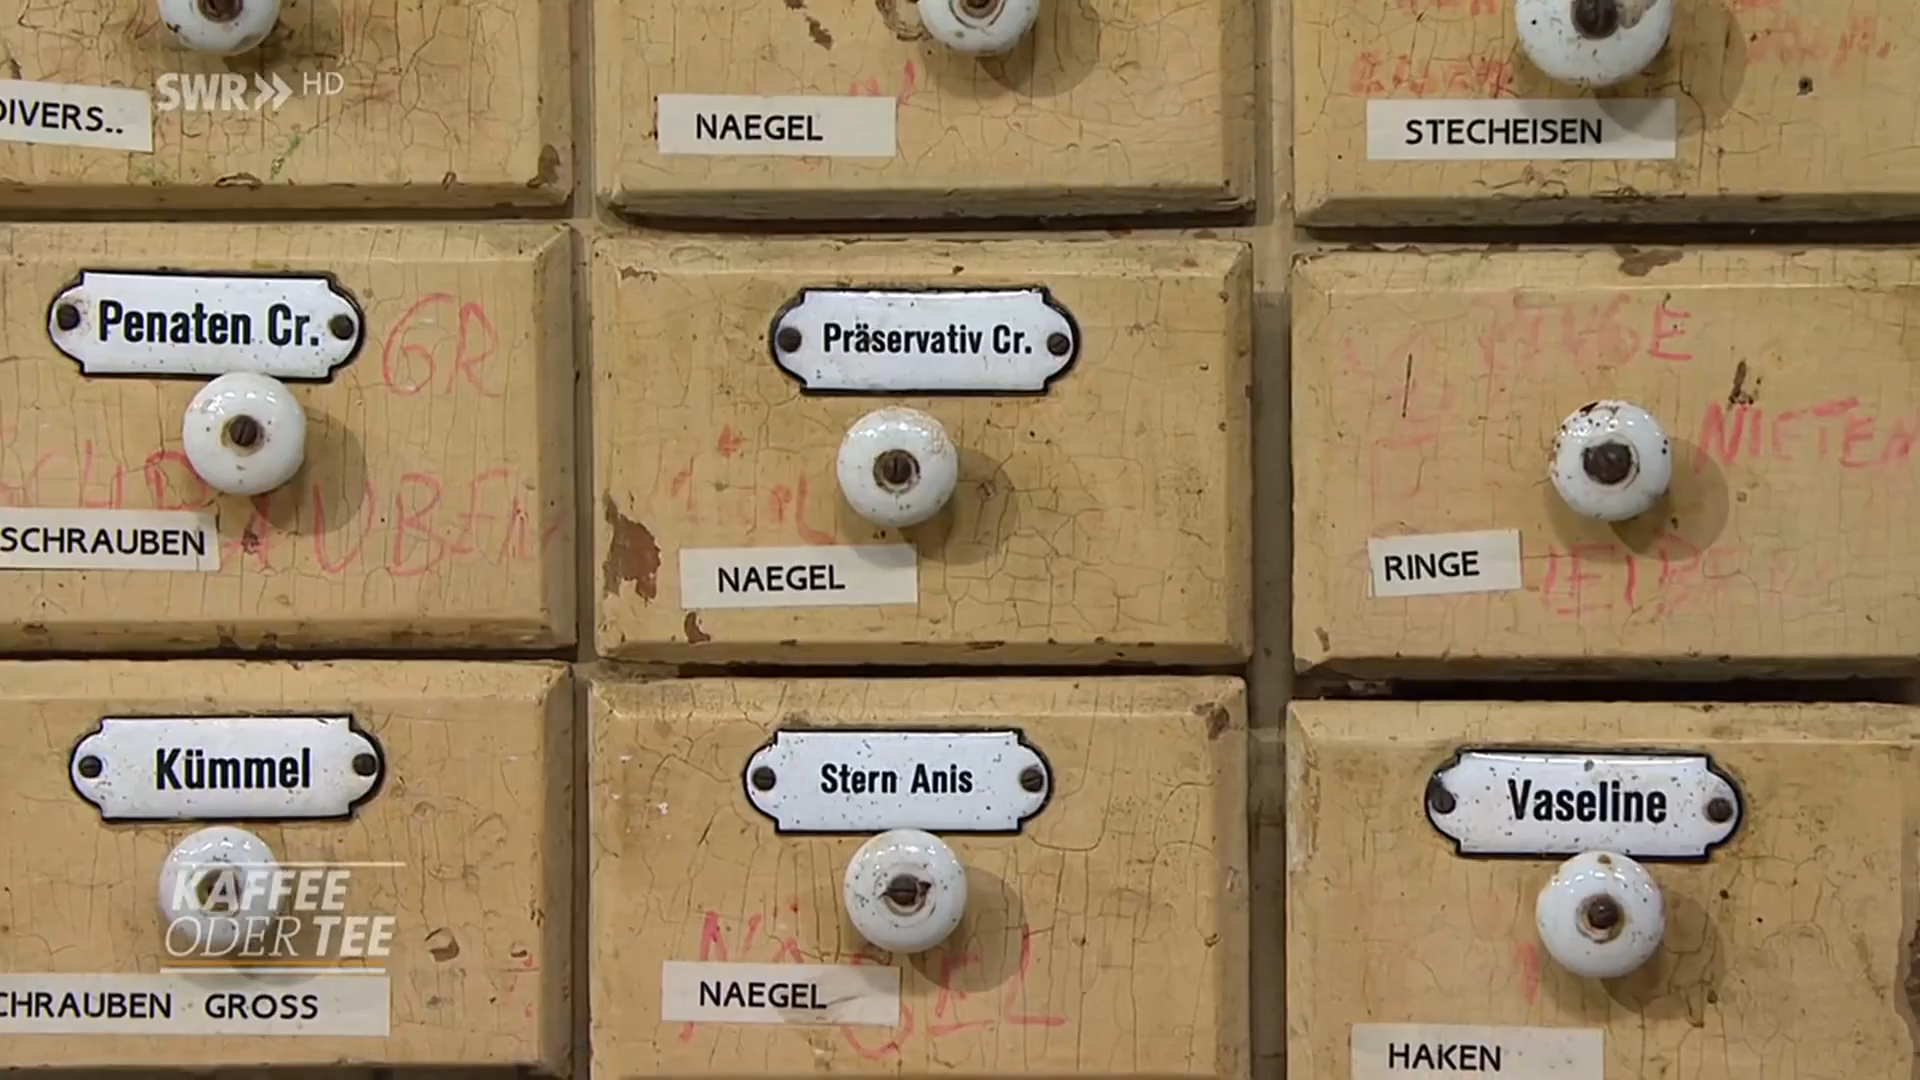 SWR HD
DIVERS..
NAEGEL
STECHEISEN
Penaten Cr.
GR
SCHRAUBEN
Präservativ Cr.
NAEGEL
NIETEN
RINGE
Kümmel
KAFFEE
ODER TEE
CHRAUBEN GROSS
Stern Anis
NAEGEL
Vaseline
HAKEN